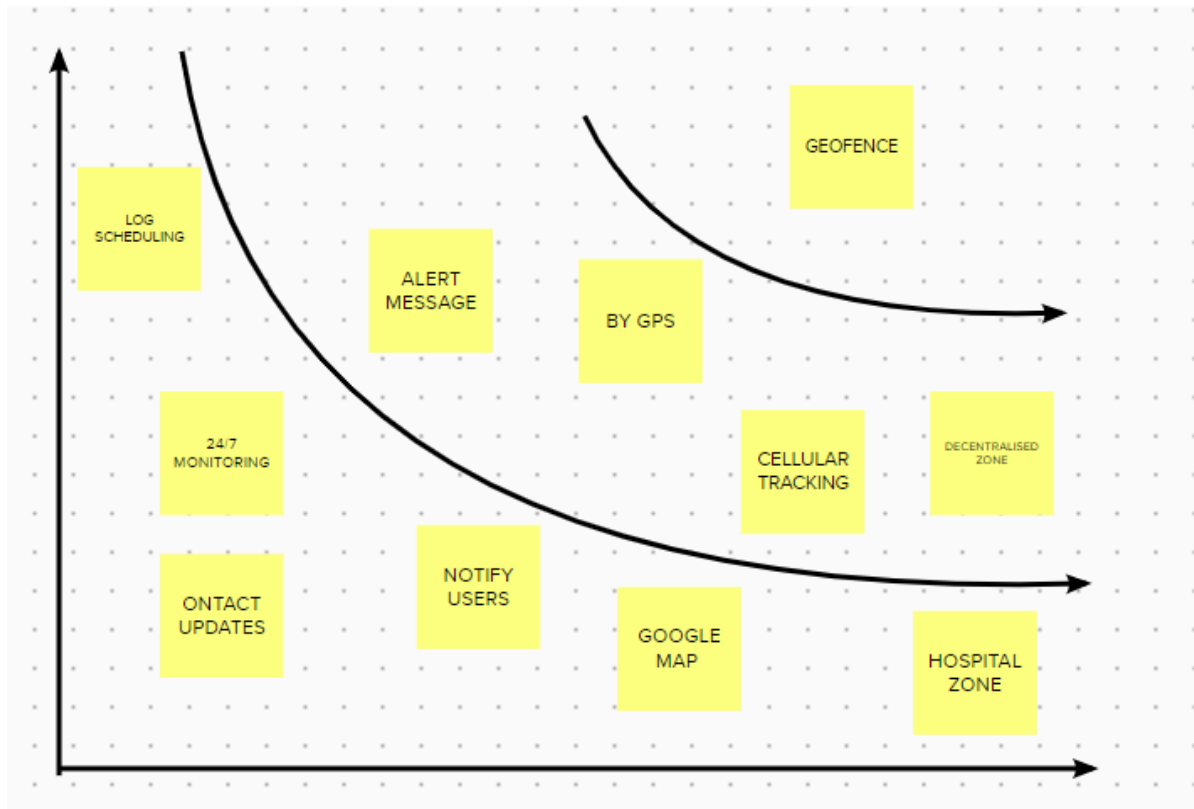 GEOFENCE
LOG
SCHEDULING
ALERT
MESSAGE
BY GPS
24/7
MONITORING
CELLULAR
TRACKING
DECENTRALISED
ZONE
ONTACT
UPDATES
NOTIFY
USERS
GOOGLE
MAP
HOSPITAL
ZONE